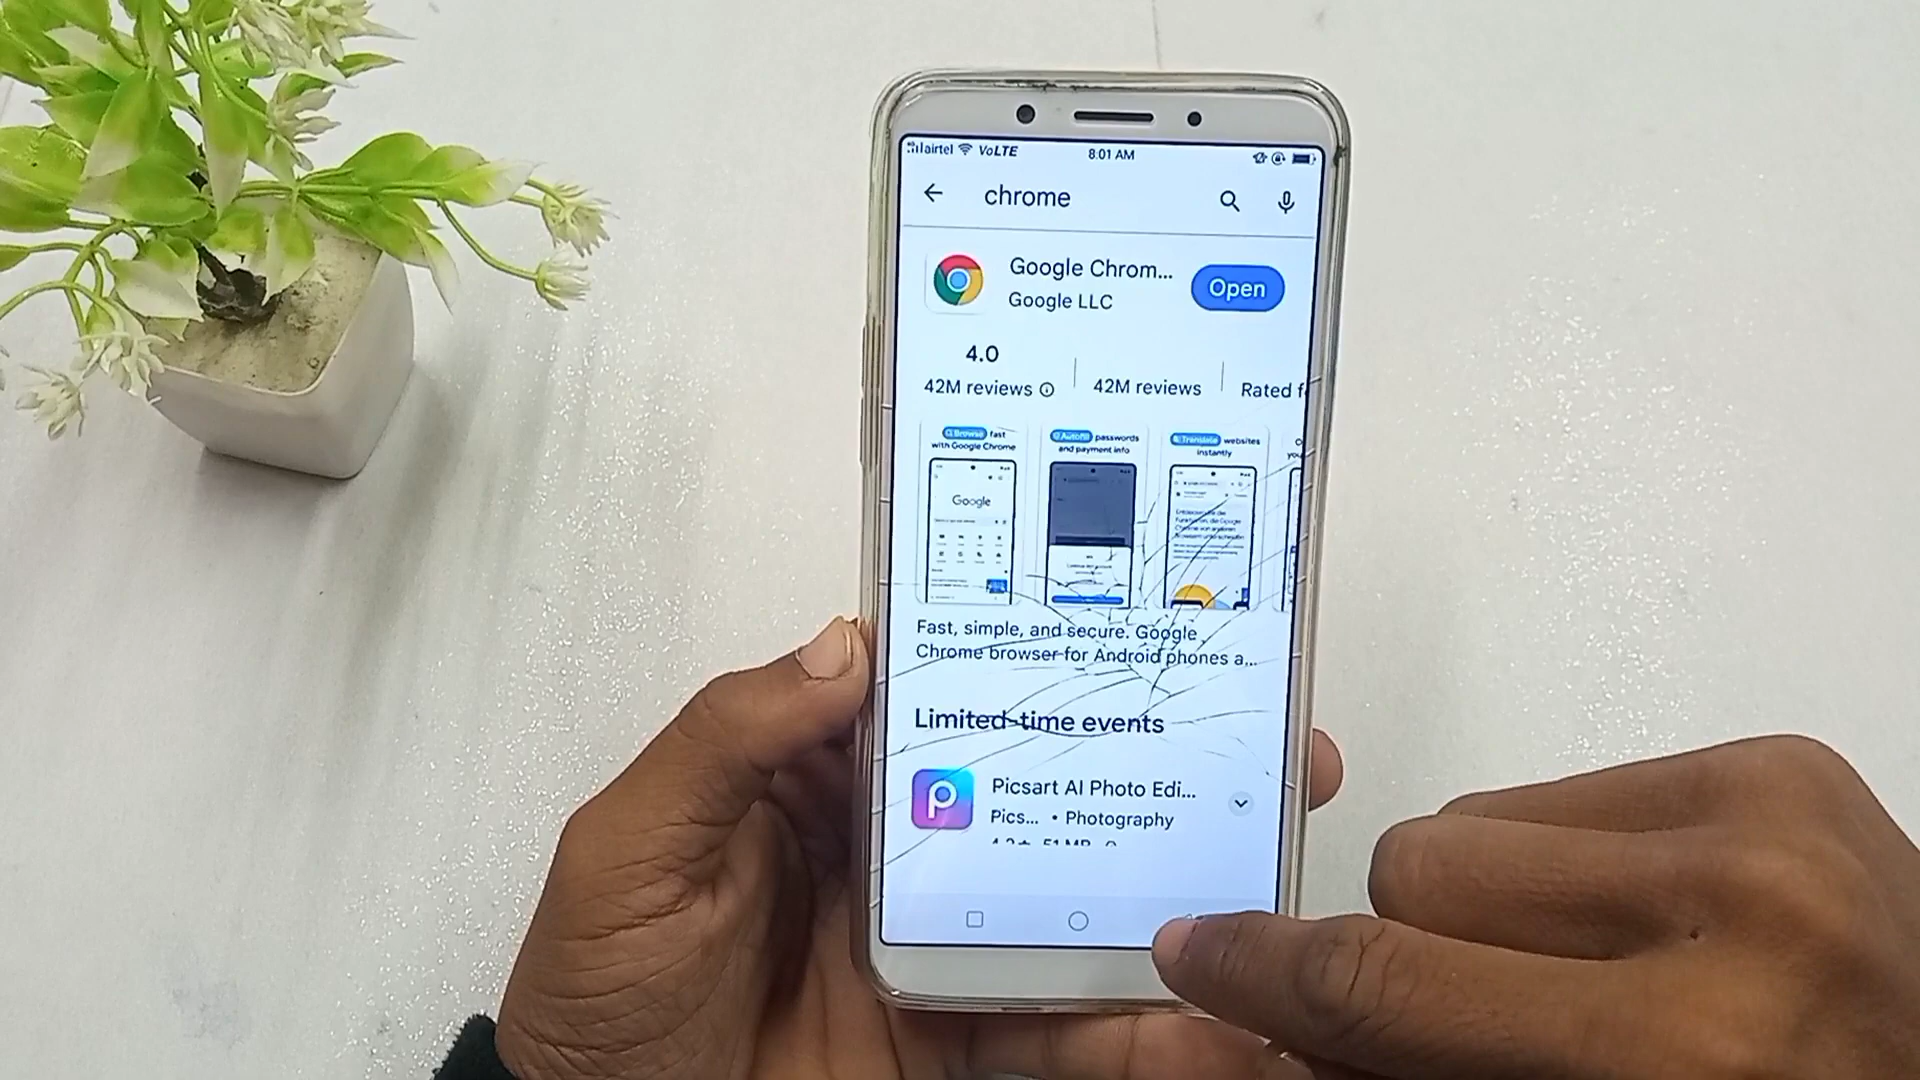 airtel VoLTE 8:01 AM
chrome
Google Chrom...
Google LLC
Open
4.0
42M reviews 42M reviews Rated f
Browse fast
with Google Chrome
Autofill passwords
and payment info
Translate websites
instantly
Google
Fast, simple, and secure. Google
Chrome browser for Android phones a...
Limited-time events
Picsart AI Photo Edi...
Pics... • Photography